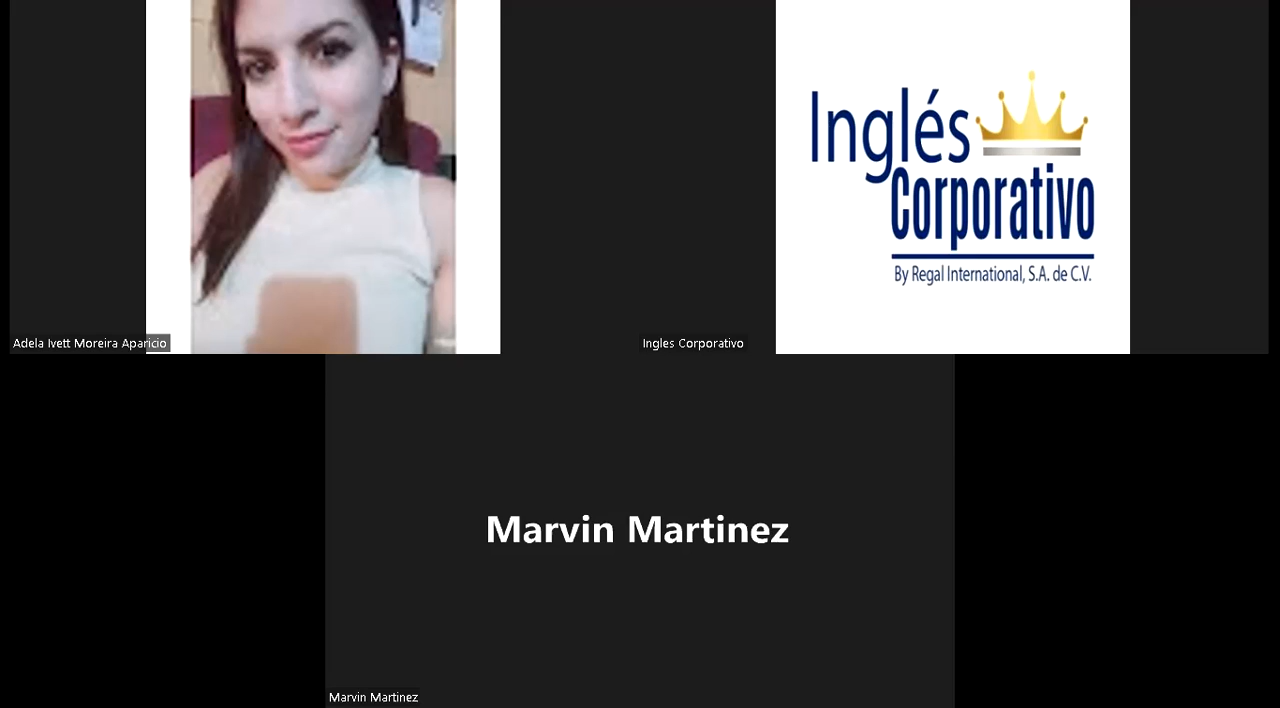 Inglés
Corporativo
By Regal International, S.A. de C.V.
Adela Ivett Moreira Aparicio
Ingles Corporativo
Marvin Martinez
Marvin Martinez